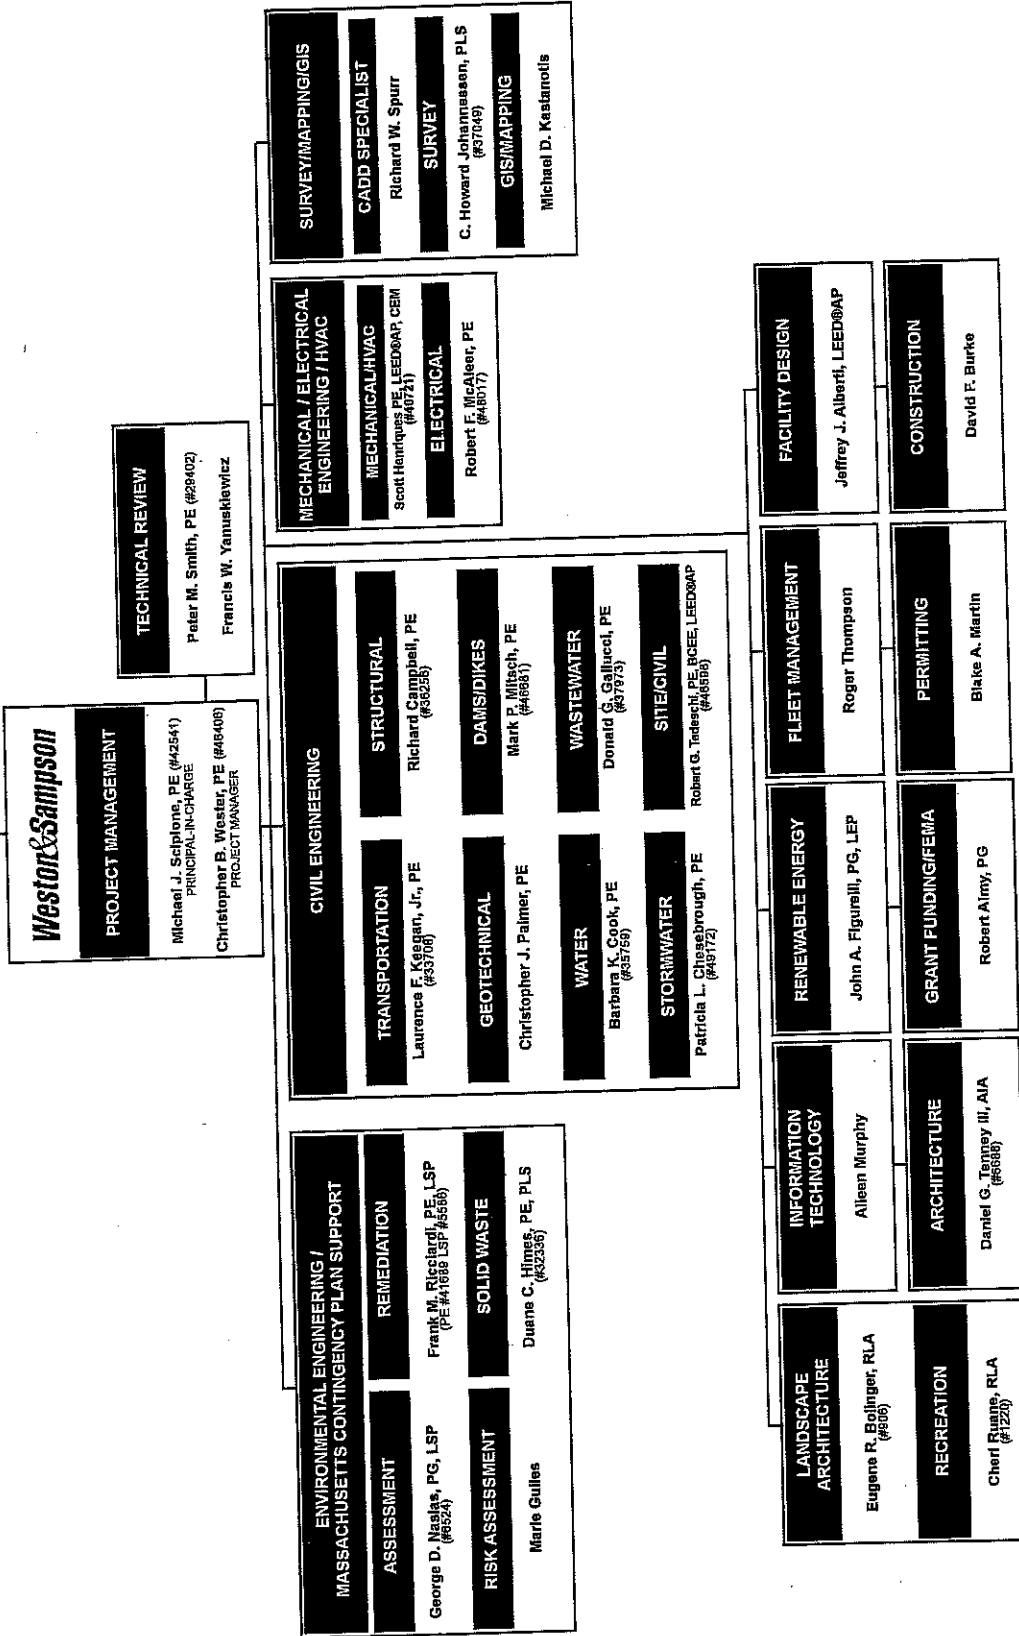 Weston&Sampson
PROJECT MANAGEMENT
Michael J. Scipione, PE (#42541)
PRINCIPAL-IN-CHARGE
Christopher B. Wester, PE (#46406)
PROJECT MANAGER
TECHNICAL REVIEW
Peter M. Smith, PE (#29402)
Francis W. Yanuskiewicz
ENVIRONMENTAL ENGINEERING /
MASSACHUSETTS CONTINGENCY PLAN SUPPORT
ASSESSMENT
George D. Naslas, PG, LSP
(#6524)
REMEDIATION
Frank M. Ricciardi, PE, LSP
(PE #41689 LSP #5586)
RISK ASSESSMENT
Marie Guiles
SOLID WASTE
Duane C. Himes, PE, PLS
(#32336)
CIVIL ENGINEERING
TRANSPORTATION
Laurence F. Keegan, Jr., PE
(#33706)
STRUCTURAL
Richard Campbell, PE
(#36256)
GEOTECHNICAL
Christopher J. Palmer, PE
DAMS/DIKES
Mark P. Mitsch, PE
(#46681)
WATER
Barbara K. Cook, PE
(#35759)
WASTEWATER
Donald G. Gallucci, PE
(#37973)
STORMWATER
Patricia L. Chesebrough, PE
(#49172)
SITE/CIVIL
Robert G. Tedeschi, PE, BCEE, LEED®AP
(#46598)
MECHANICAL / ELECTRICAL
ENGINEERING / HVAC
MECHANICAL/HVAC
Scott Henriques PE, LEED®AP, CEM
(#40721)
ELECTRICAL
Robert F. McAleer, PE
(#46017)
SURVEY/MAPPING/GIS
CADD SPECIALIST
Richard W. Spurr
SURVEY
C. Howard Johannessen, PLS
(#37049)
GIS/MAPPING
Michael D. Kastanotis
LANDSCAPE
ARCHITECTURE
Eugene R. Bolinger, RLA
(#906)
INFORMATION
TECHNOLOGY
Aileen Murphy
RENEWABLE ENERGY
John A. Figurelli, PG, LEP
FLEET MANAGEMENT
Roger Thompson
FACILITY DESIGN
Jeffrey J. Alberti, LEED®AP
RECREATION
Cheri Ruane, RLA
(#1220)
ARCHITECTURE
Daniel G. Tenney III, AIA
(#6688)
GRANT FUNDING/FEMA
Robert Almy, PG
PERMITTING
Blake A. Martin
CONSTRUCTION
David F. Burke